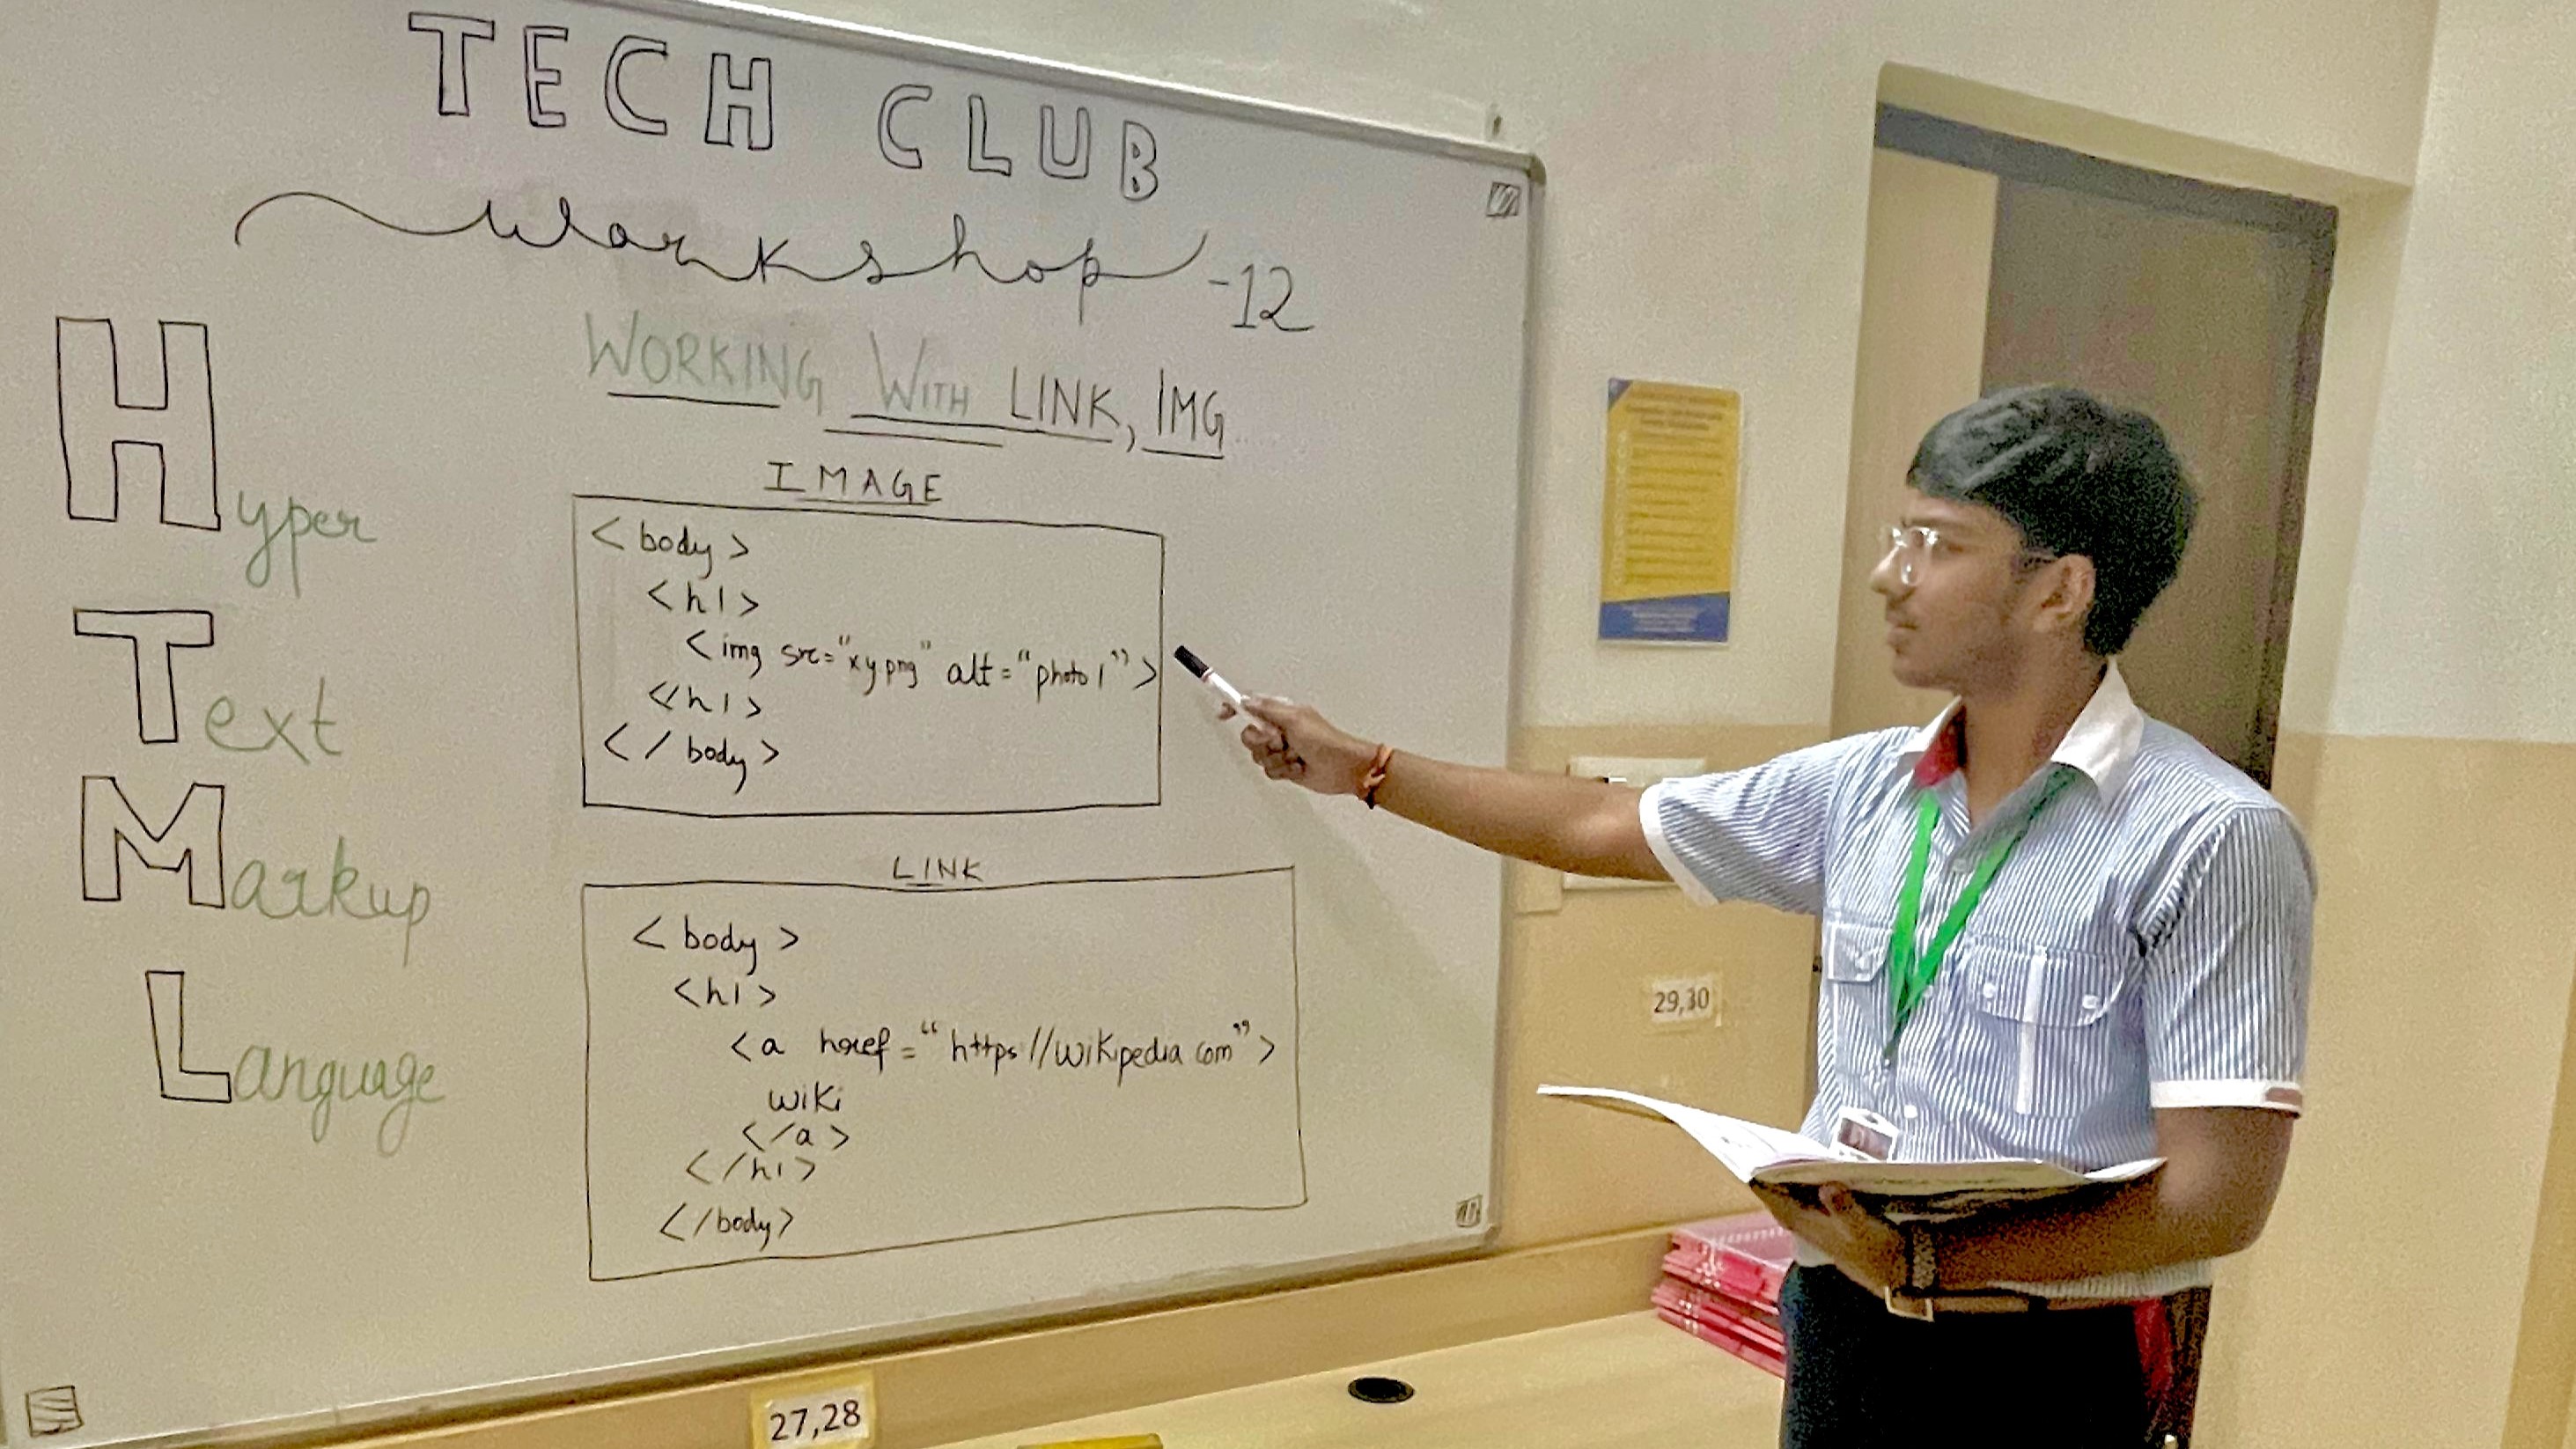 TECH CLUB
Workshop -12
WORKING WITH LINK, IMG
Hyper
Text
Markup
Language
IMAGE
<body>
<h1>
<img src="xy png" alt="photo 1">
</h1>
</body>
LINK
<body>
<h1>
<a href="https://wikipedia com">
wiki
</a>
</h1>
</body>
29,30
27,28